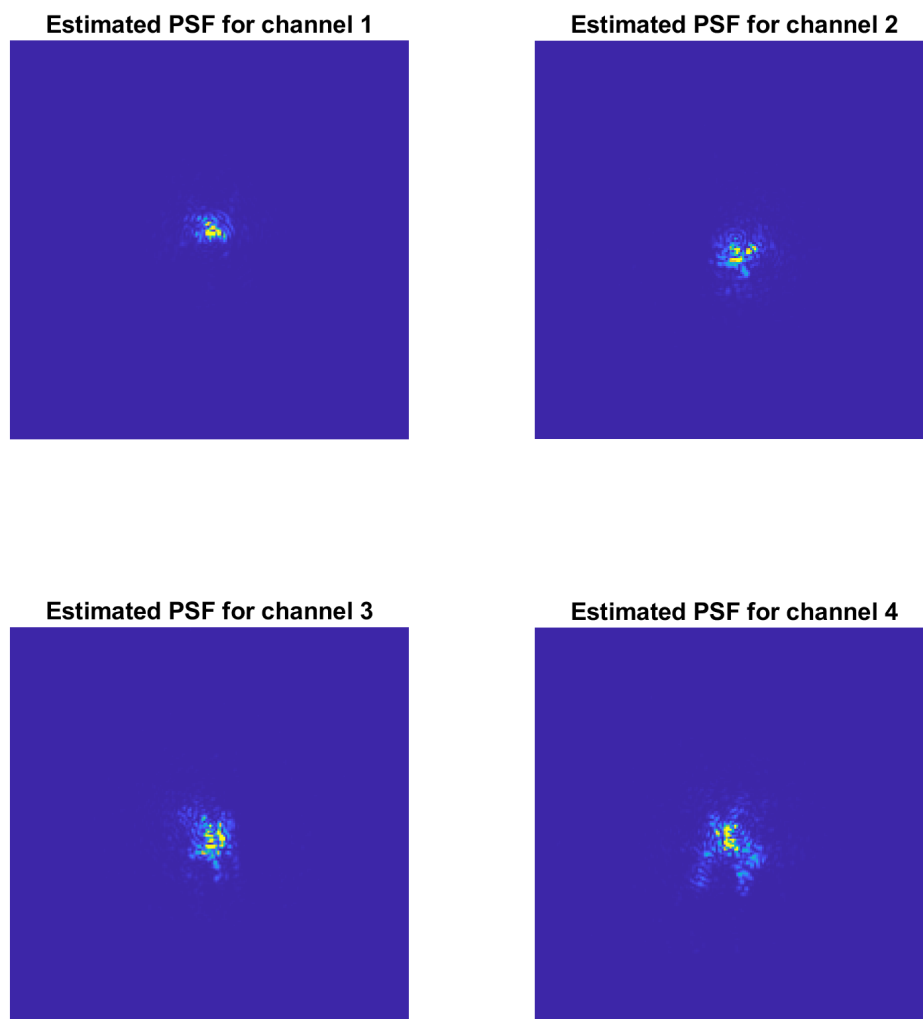 Estimated PSF for channel 1
Estimated PSF for channel 2
Estimated PSF for channel 3
Estimated PSF for channel 4